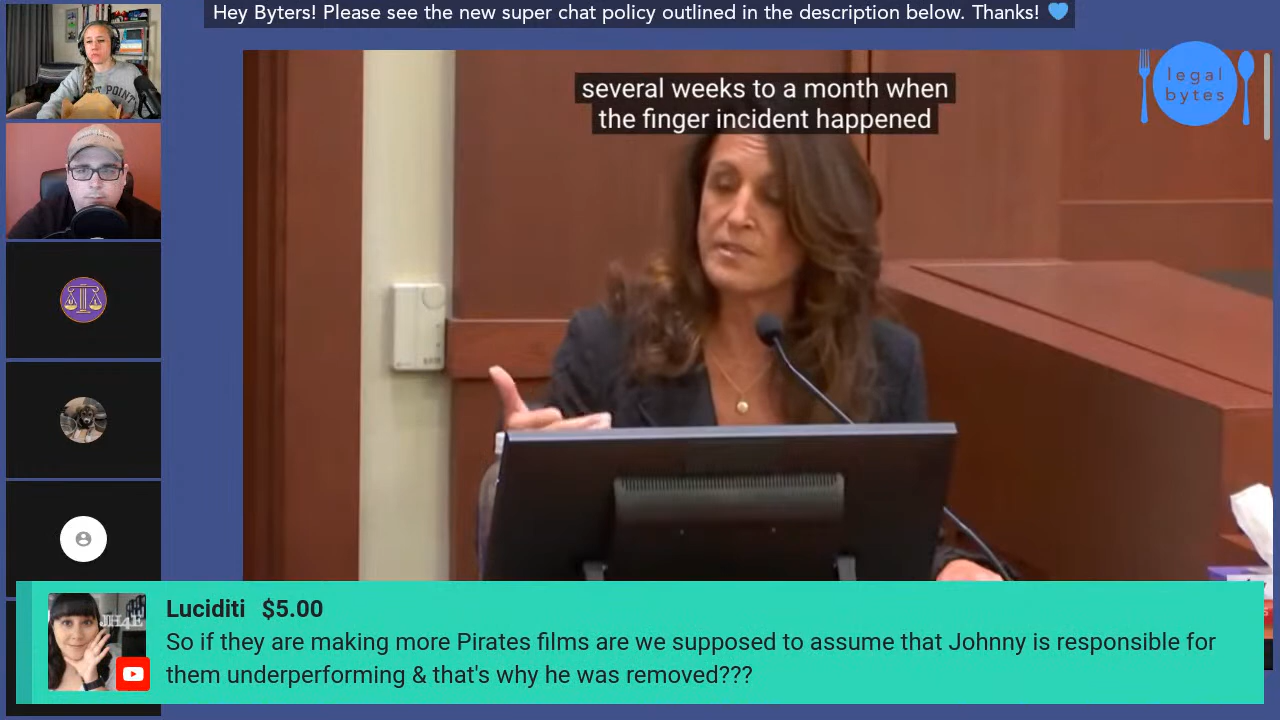 Hey Byters! Please see the new super chat policy outlined in the description below. Thanks! 💙
legal
bytes
several weeks to a month when
the finger incident happened
JH4E
Luciditi $5.00
So if they are making more Pirates films are we supposed to assume that Johnny is responsible for
them underperforming & that's why he was removed???